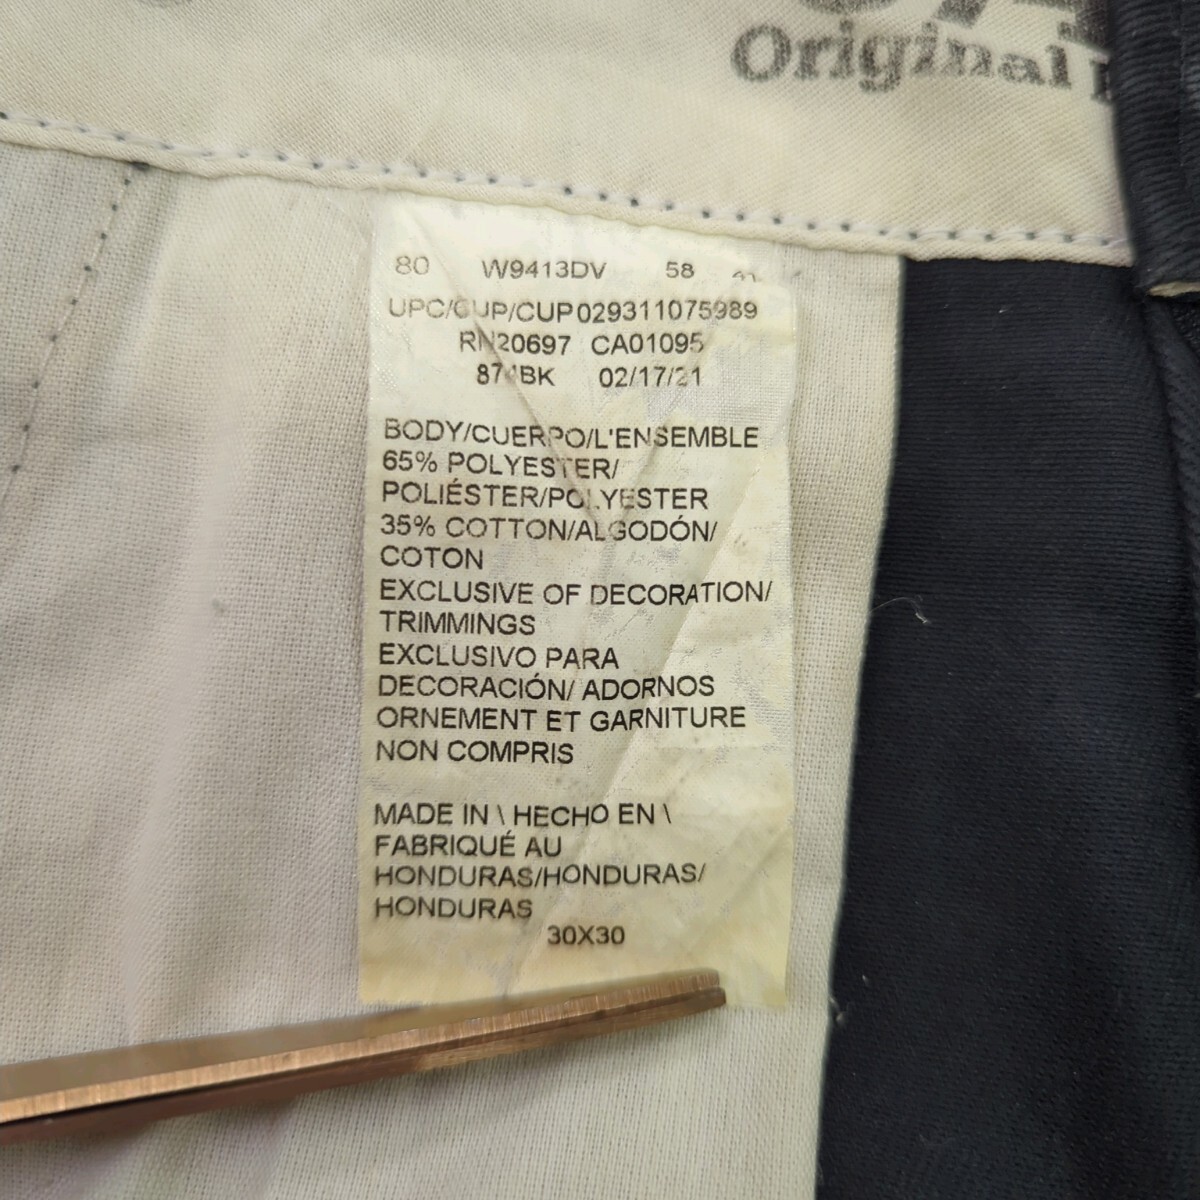 Original
80 W9413DV 58
UPC/CUP/CUP029311075989
RN20697 CA01095
874BK 02/17/21
BODY/CUERPO/L'ENSEMBLE
65% POLYESTER/
POLIÉSTER/POLYESTER
35% COTTON/ALGODÓN/
COTON
EXCLUSIVE OF DECORATION/
TRIMMINGS
EXCLUSIVO PARA
DECORACIÓN/ ADORNOS
ORNEMENT ET GARNITURE
NON COMPRIS
MADE IN \ HECHO EN \
FABRIQUÉ AU
HONDURAS/HONDURAS/
HONDURAS
30X30